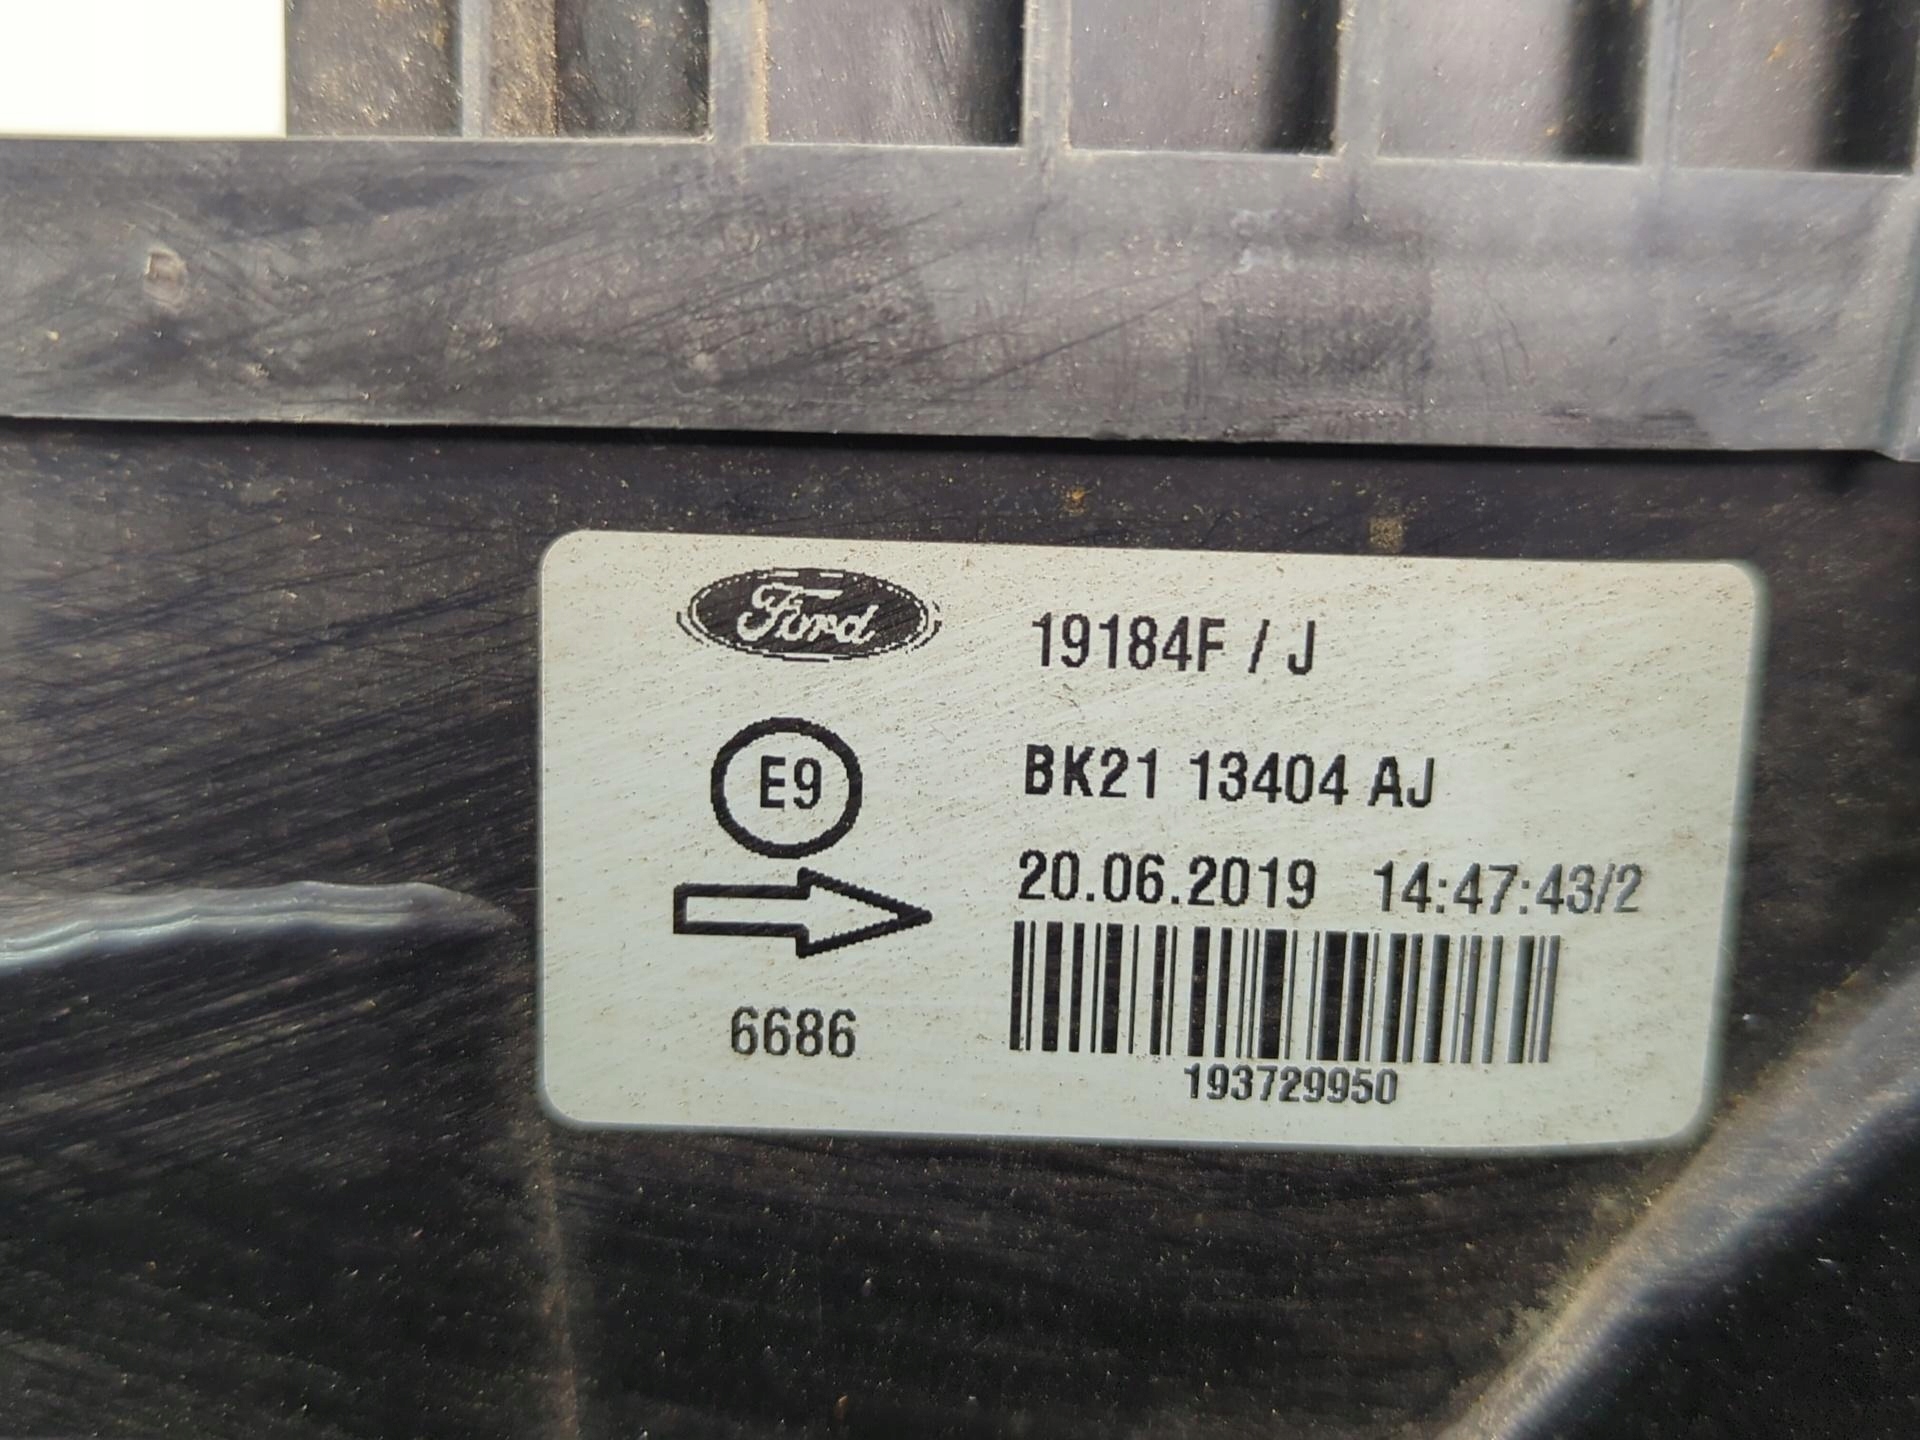 Ford
19184F / J
E9
BK21 13404 AJ
20.06.2019 14:47:43/2
6686
193729950